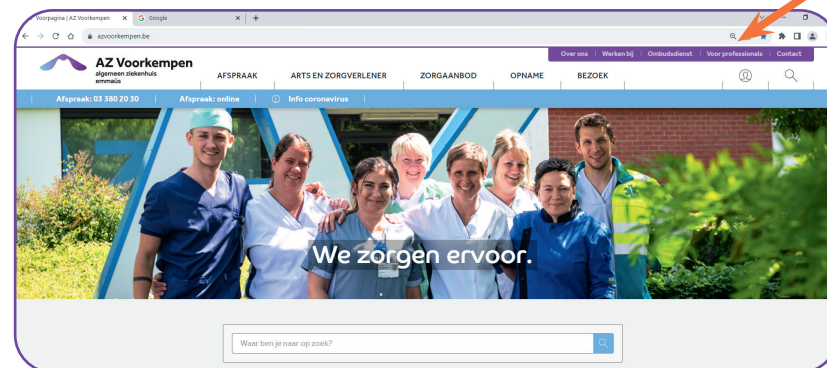 Voorpagina | AZ Voorkempen
Google
azvoorkempen.be
Over ons
Werken bij
Ombudsdienst
Voor professionals
Contact
AZ Voorkempen
algemeen ziekenhuis
emmaüs
AFSPRAAK
ARTS EN ZORGVERLENER
ZORGAANBOD
OPNAME
BEZOEK
Afspraak: 03 380 20 30
Afspraak: online
Info coronavirus
We zorgen ervoor.
Waar ben je naar op zoek?